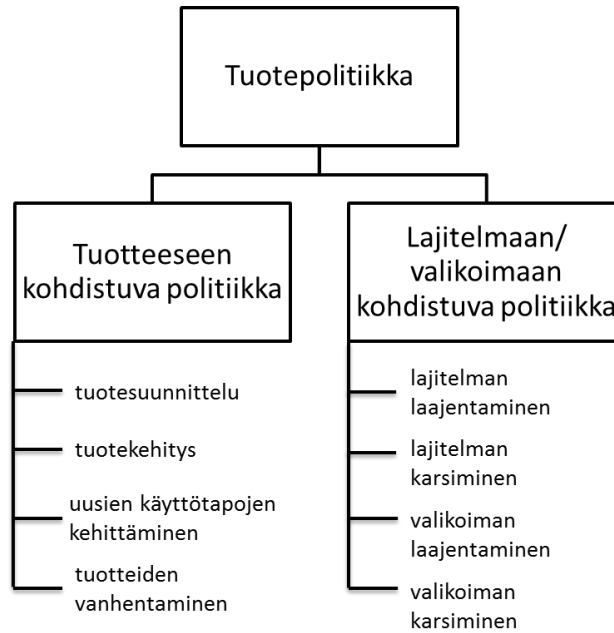 Tuotepolitiikka
Tuotteeseen
kohdistuva politiikka
tuotesuunnittelu
tuotekehitys
uusien käyttötapojen
kehittäminen
tuotteiden
vanhentaminen
Lajitelmaan/
valikoimaan
kohdistuva politiikka
lajitelman
laajentaminen
lajitelman
karsiminen
valikoiman
laajentaminen
valikoiman
karsiminen